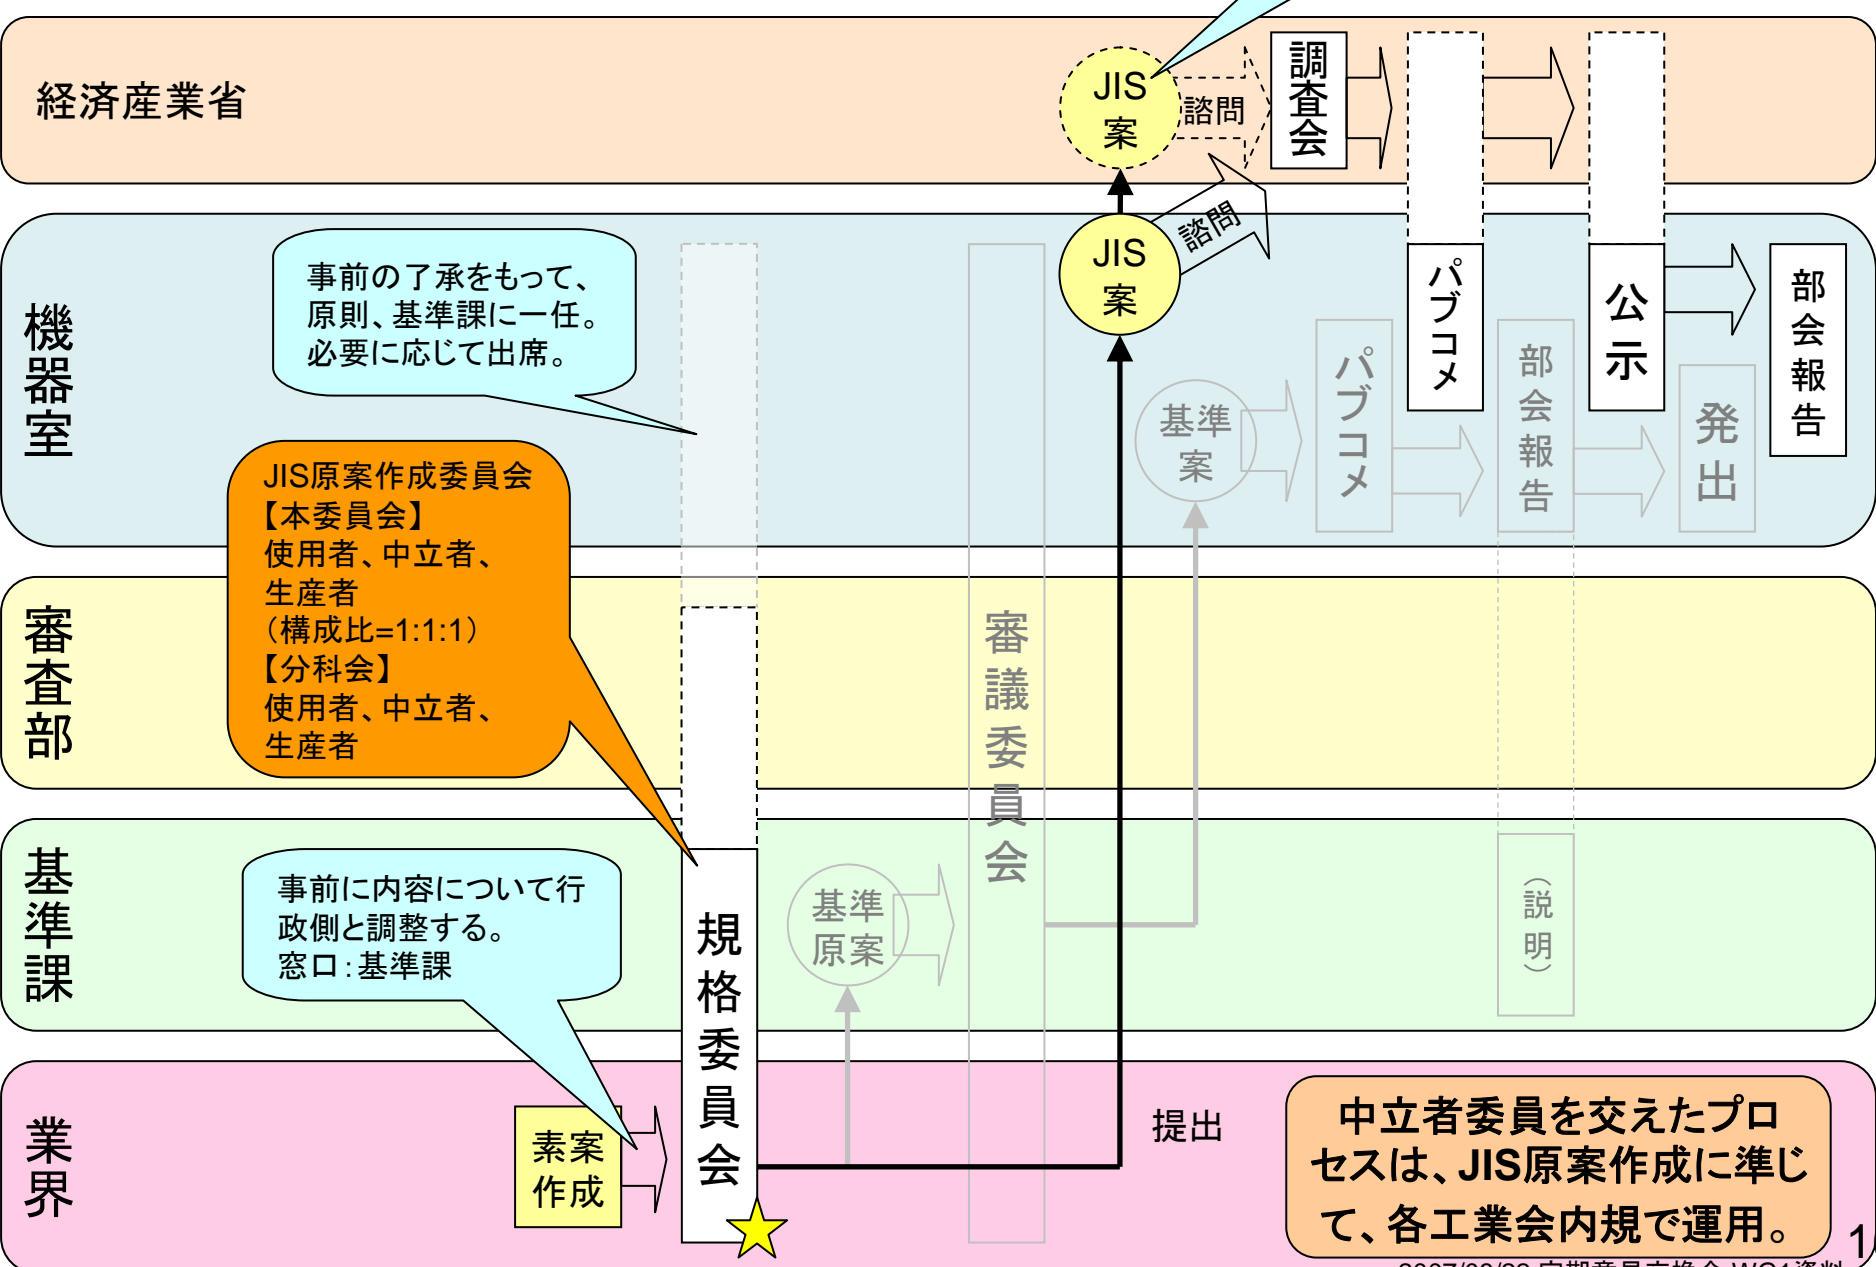 経済産業省
JIS
案
諮問
調査会
機器室
事前の了承をもって、
原則、基準課に一任。
必要に応じて出席。
JIS
案
諮問
パブコメ
公示
部会報告
基準
案
パブコメ
部会報告
発出
JIS原案作成委員会
【本委員会】
使用者、中立者、
生産者
（構成比=1:1:1）
【分科会】
使用者、中立者、
生産者
審査部
審議委員会
基準課
事前に内容について行
政側と調整する。
窓口：基準課
規格委員会
基準
原案
（説明）
業界
素案
作成
提出
中立者委員を交えたプロ
セスは、JIS原案作成に準じ
て、各工業会内規で運用。
1